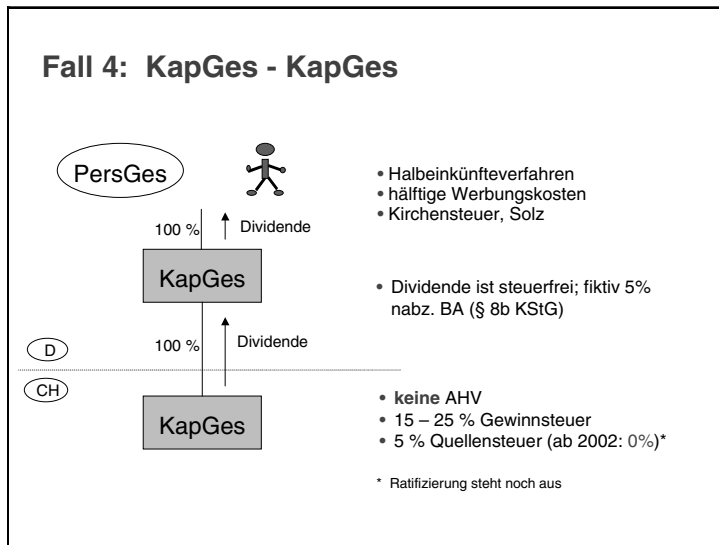 Fall 4: KapGes - KapGes
PersGes
• Halbeinkünfteverfahren
• hälftige Werbungskosten
• Kirchensteuer, Solz
100 %
Dividende
KapGes
• Dividende ist steuerfrei; fiktiv 5%
nabz. BA (§ 8b KStG)
D
100 %
Dividende
CH
KapGes
• keine AHV
• 15 – 25 % Gewinnsteuer
• 5 % Quellensteuer (ab 2002: 0%)*
* Ratifizierung steht noch aus